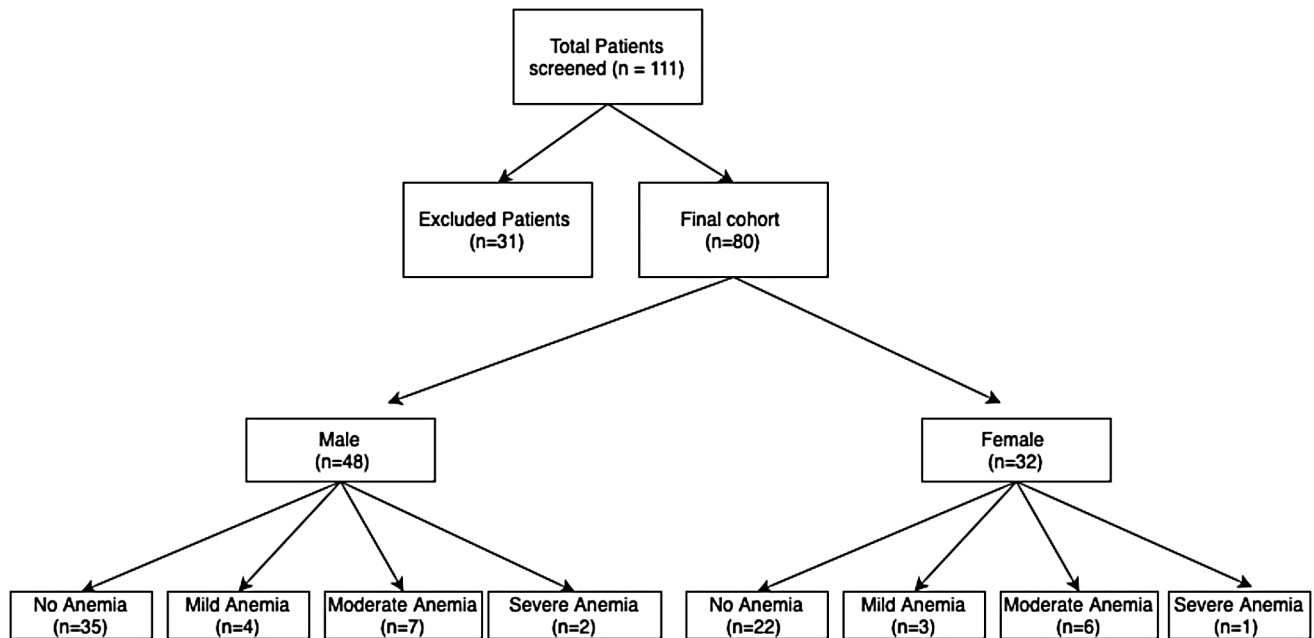 Total Patients
screened (n = 111)
Excluded Patients
(n=31)
Final cohort
(n=80)
Male
(n=48)
Female
(n=32)
No Anemia
(n=35)
Mild Anemia
(n=4)
Moderate Anemia
(n=7)
Severe Anemia
(n=2)
No Anemia
(n=22)
Mild Anemia
(n=3)
Moderate Anemia
(n=6)
Severe Anemia
(n=1)